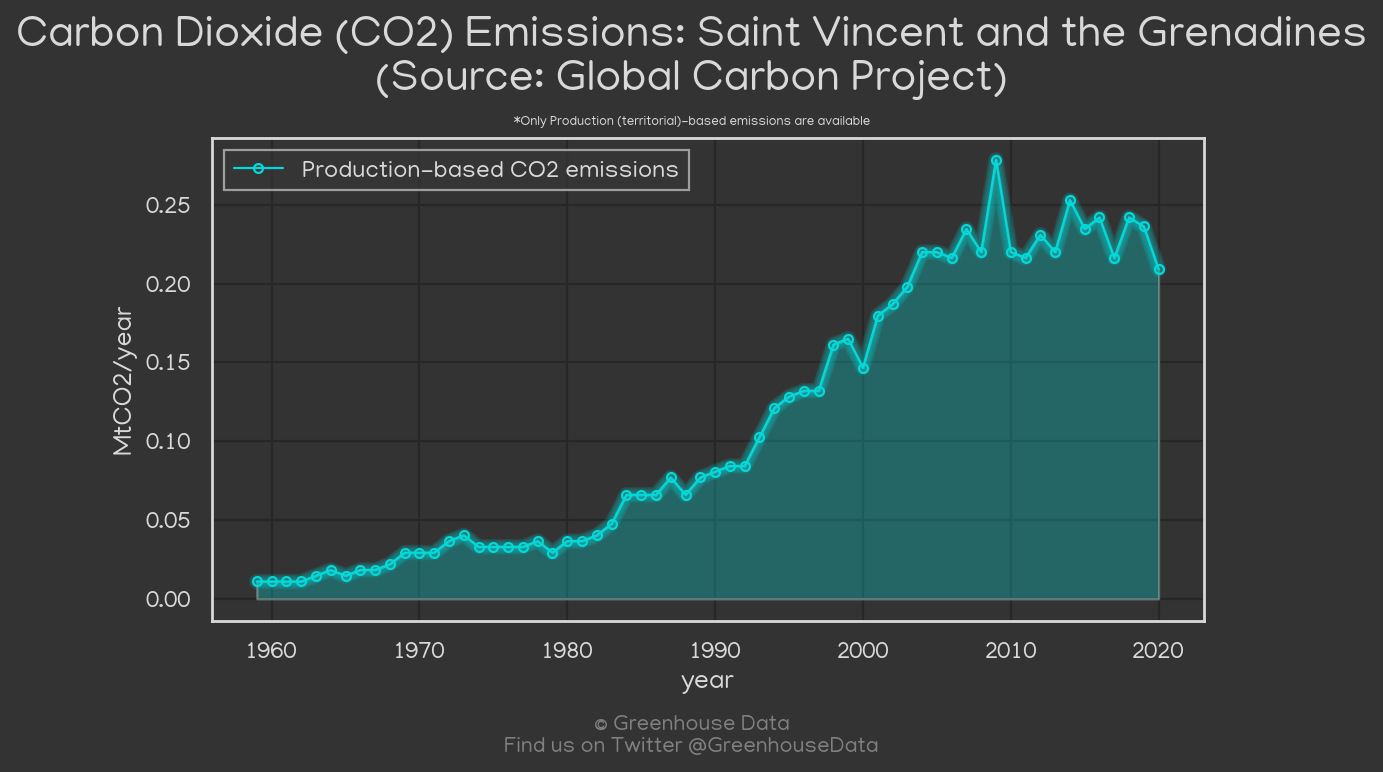 Carbon Dioxide (CO2) Emissions: Saint Vincent and the Grenadines
(Source: Global Carbon Project)
*Only Production (territorial)-based emissions are available
Production-based CO2 emissions
0.25
0.20
0.15
0.10
0.05
0.00
MtCO2/year
1960 1970 1980 1990 2000 2010 2020
year
© Greenhouse Data
Find us on Twitter @GreenhouseData